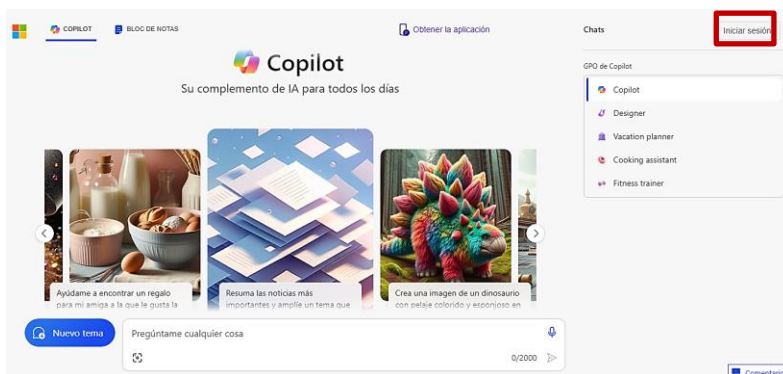 COPILOT
BLOC DE NOTAS
Obtener la aplicación
Chats
Iniciar sesión
Copilot
Su complemento de IA para todos los días
GPO de Copilot
Copilot
Designer
Vacation planner
Cooking assistant
Fitness trainer
Ayúdame a encontrar un regalo
para mi amiga a la que le gusta la
Resuma las noticias más
importantes y amplíe un tema que
Crea una imagen de un dinosaurio
con pelaje colorido y esponjoso en
Nuevo tema
Pregúntame cualquier cosa
0/2000
Comentario